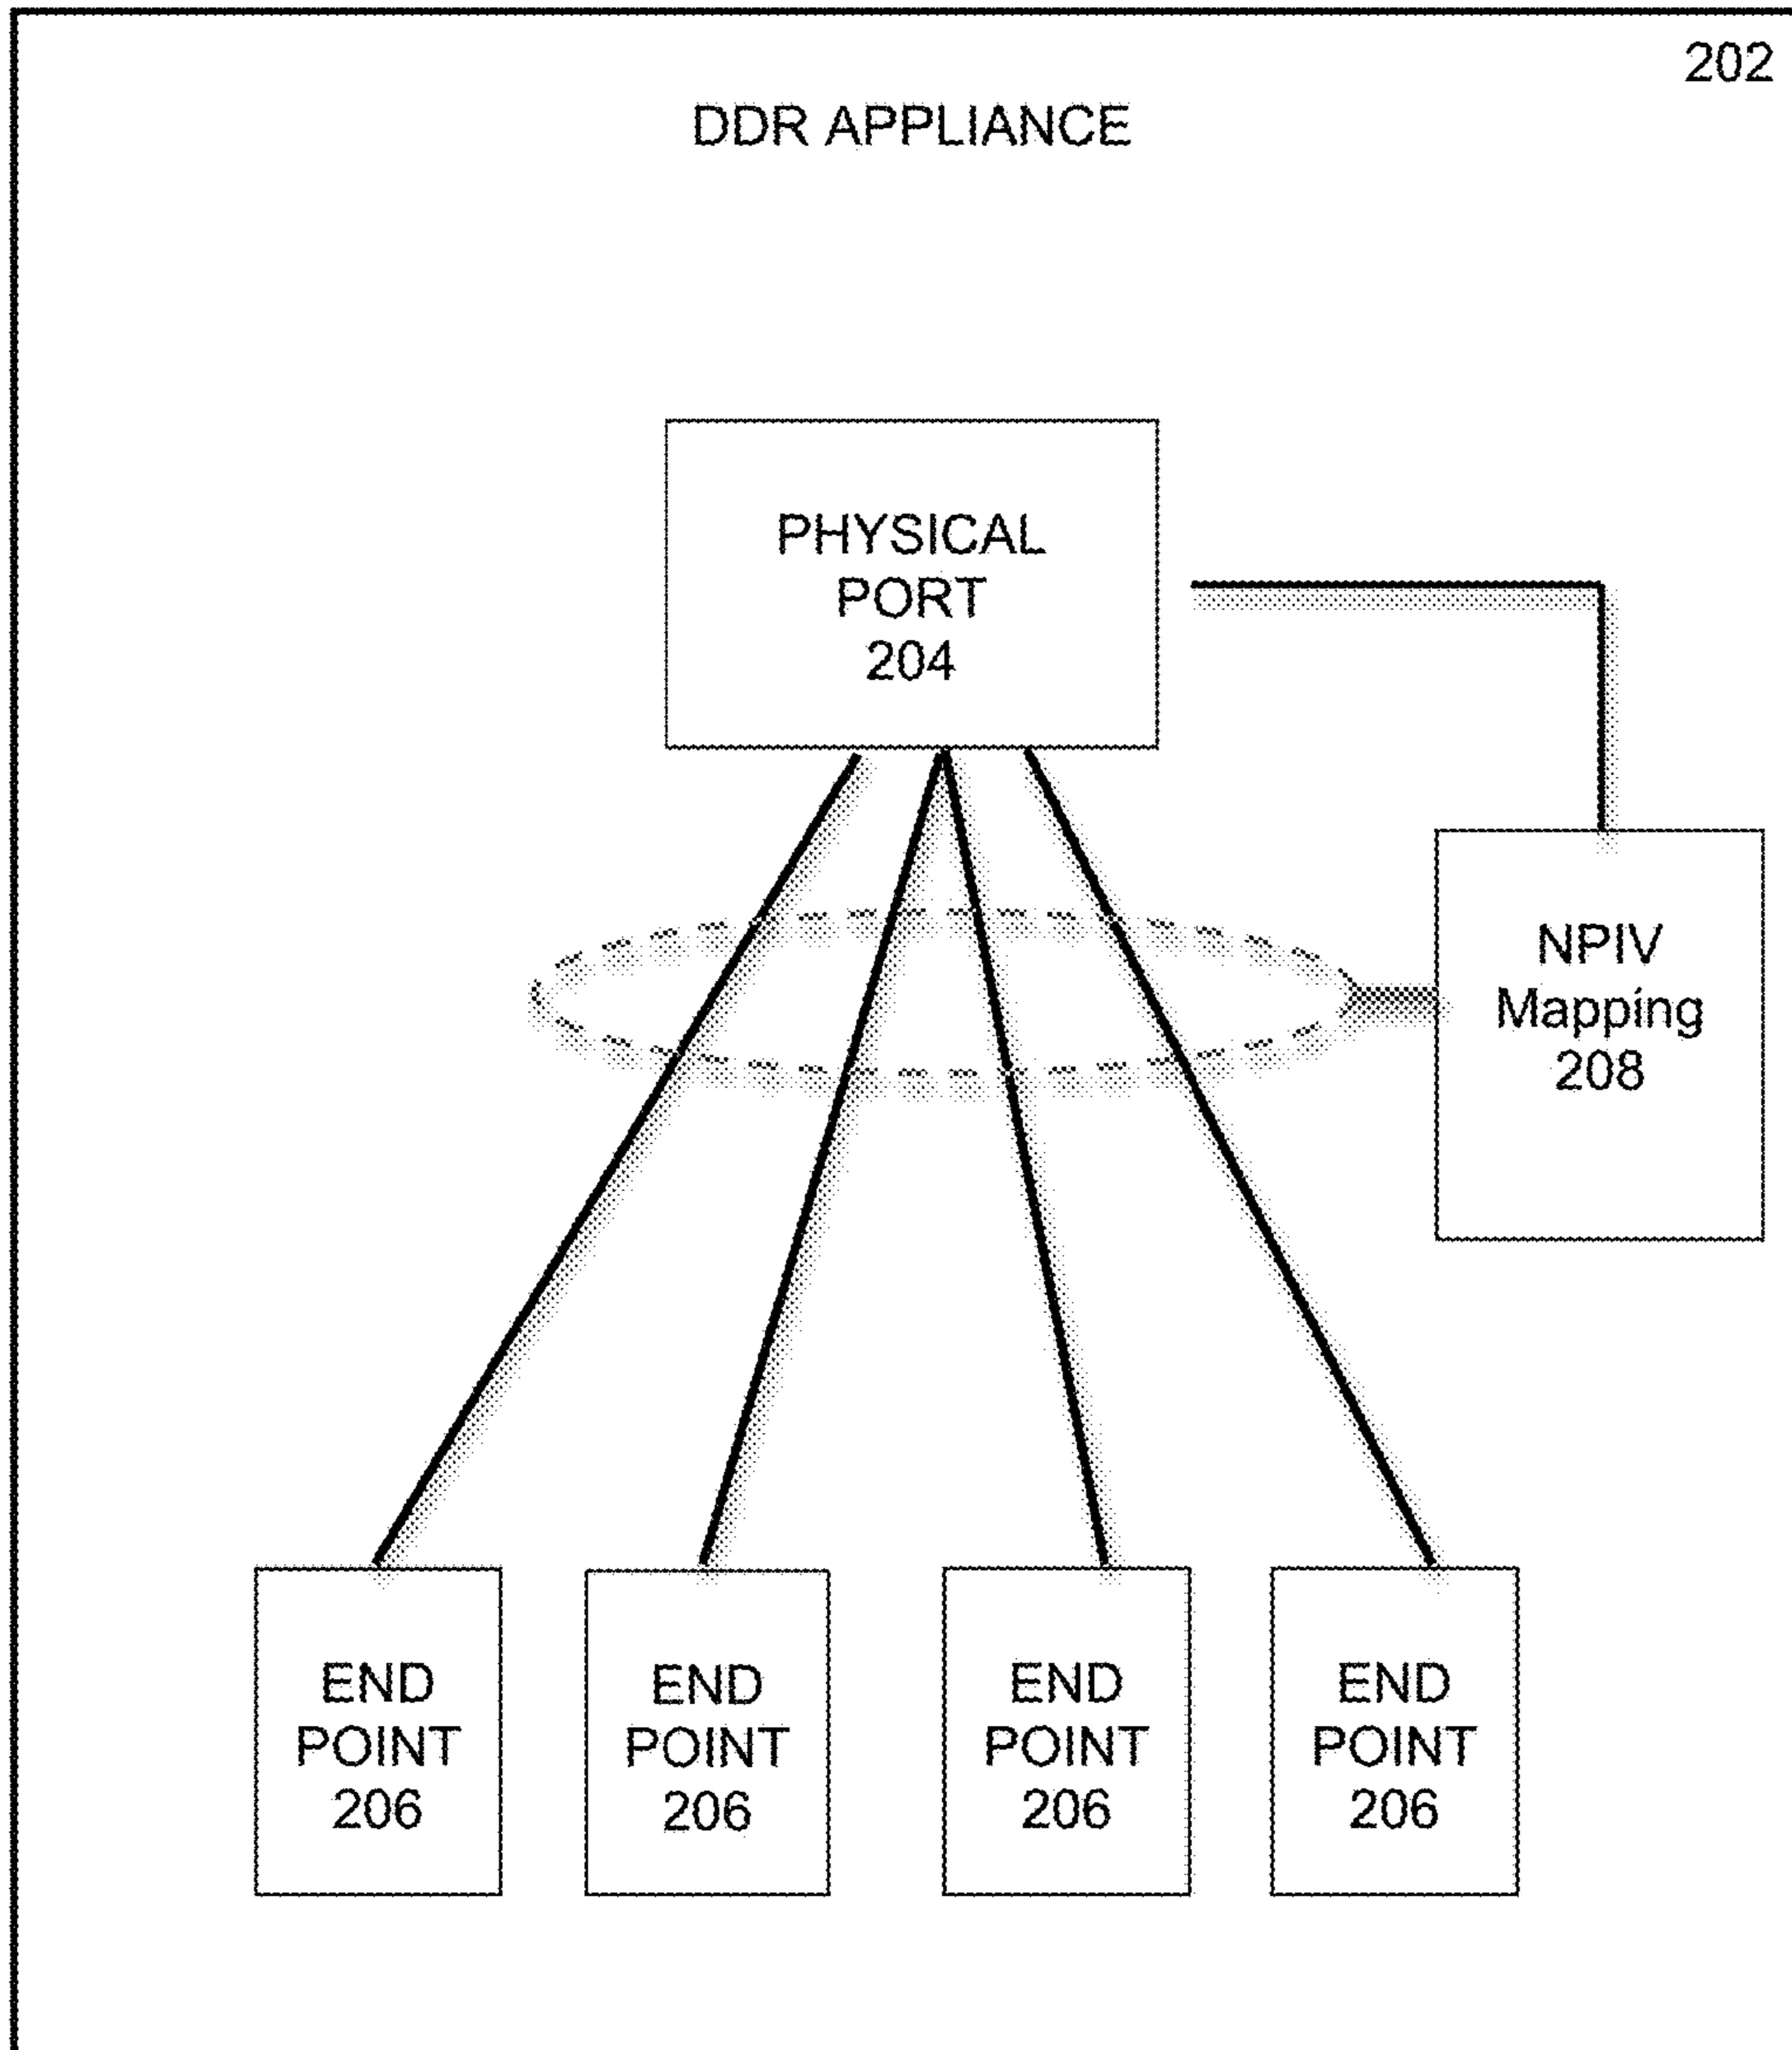 202
DDR APPLIANCE
PHYSICAL
PORT
204
NPIV
Mapping
208
END
POINT
206
END
POINT
206
END
POINT
206
END
POINT
206